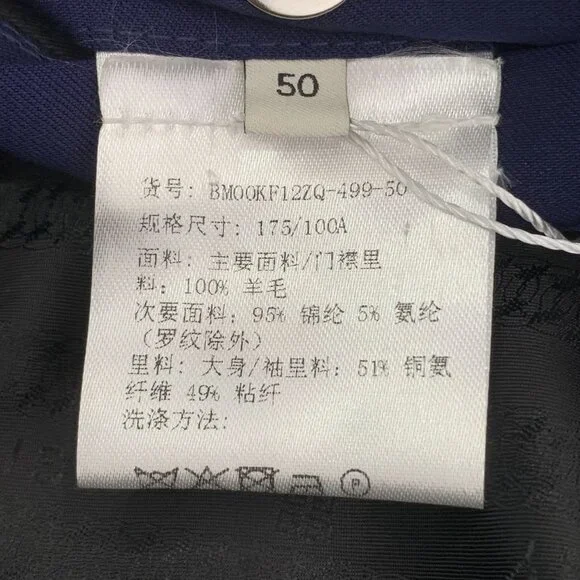 50
货号: BM00KF12ZQ-499-50
规格尺寸: 175/100A
面料: 主要面料/门襟里
料: 100% 羊毛
次要面料: 95% 锦纶 5% 氨纶
(罗纹除外)
里料: 大身/袖里料: 51% 铜氨
纤维 49% 粘纤
洗涤方法:
P